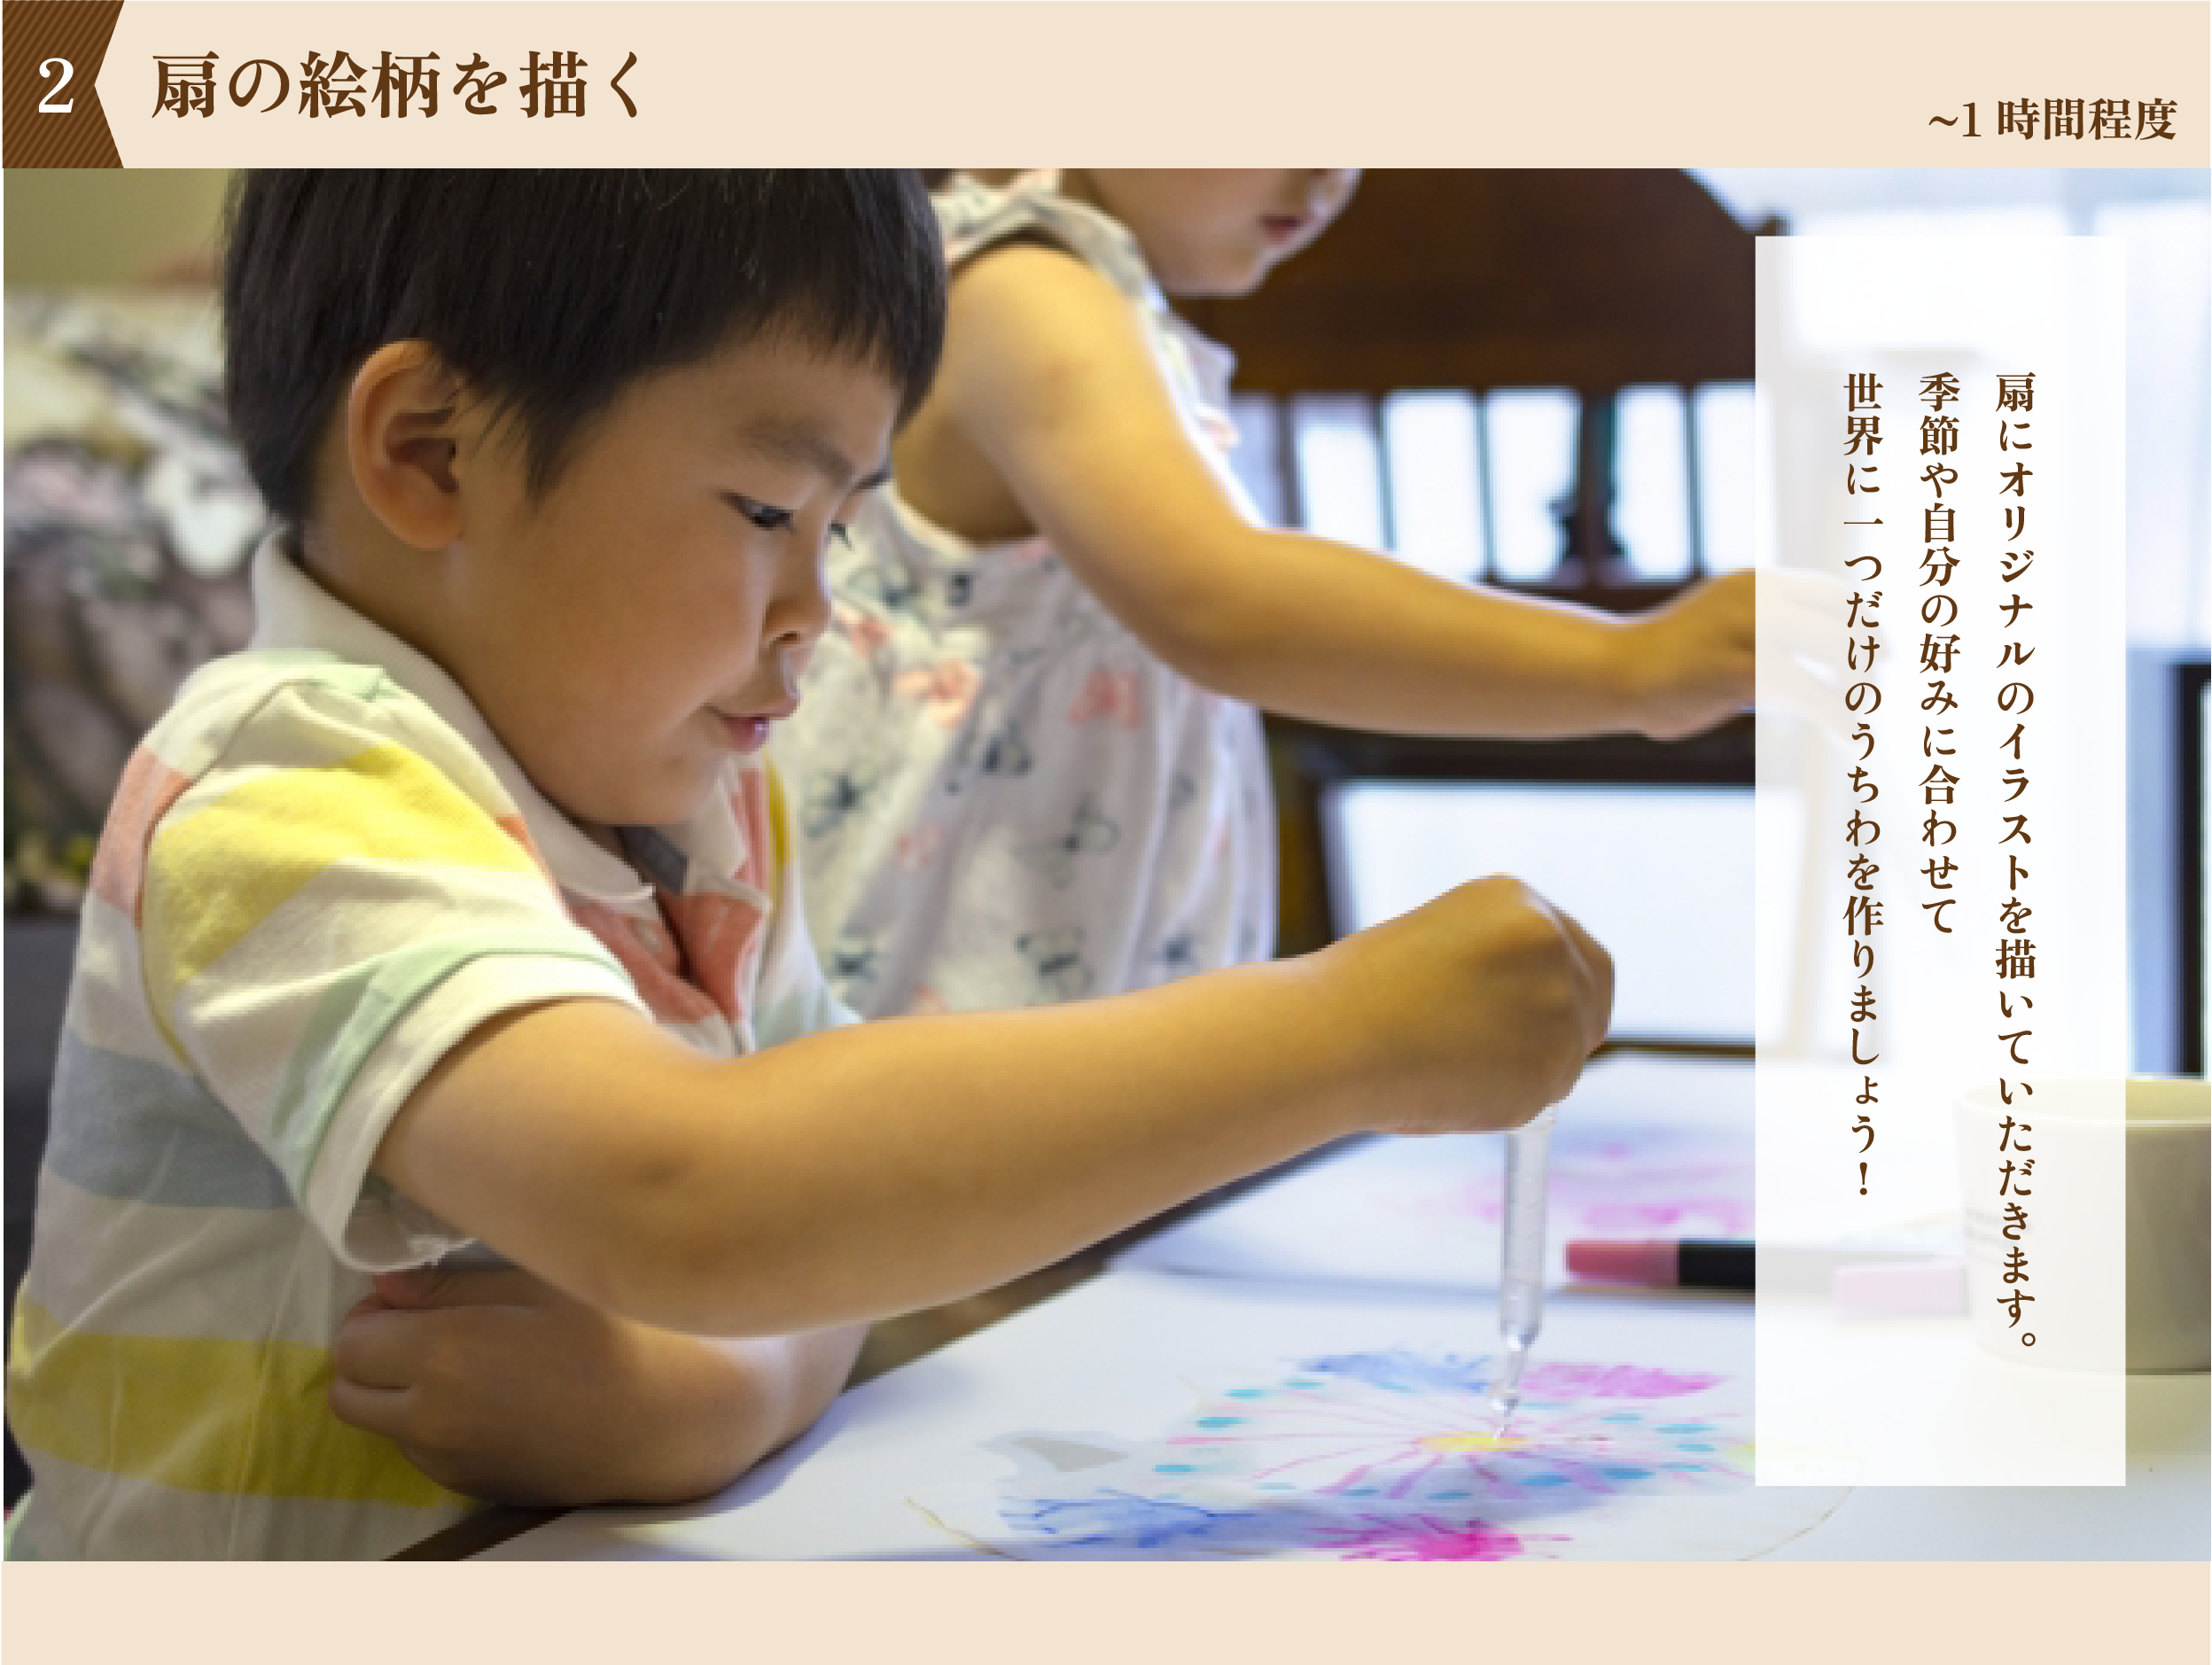 2
扇の絵柄を描く
~1 時間程度
扇にオリジナルのイラストを描いていただきます。
季節や自分の好みに合わせて
世界に一つだけのうちわを作りましょう！